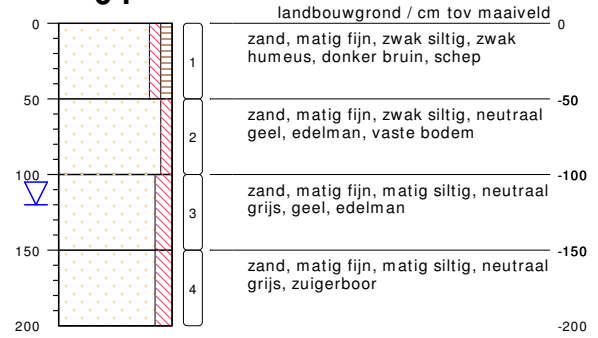 landbouwgrond / cm tov maaiveld
0 0
zand, matig fijn, zwak siltig, zwak
humeus, donker bruin, schep
1
50 -50
zand, matig fijn, zwak siltig, neutraal
geel, edelman, vaste bodem
2
100 -100
zand, matig fijn, matig siltig, neutraal
grijs, geel, edelman
3
150 -150
zand, matig fijn, matig siltig, neutraal
grijs, zuigerboor
4
200 -200